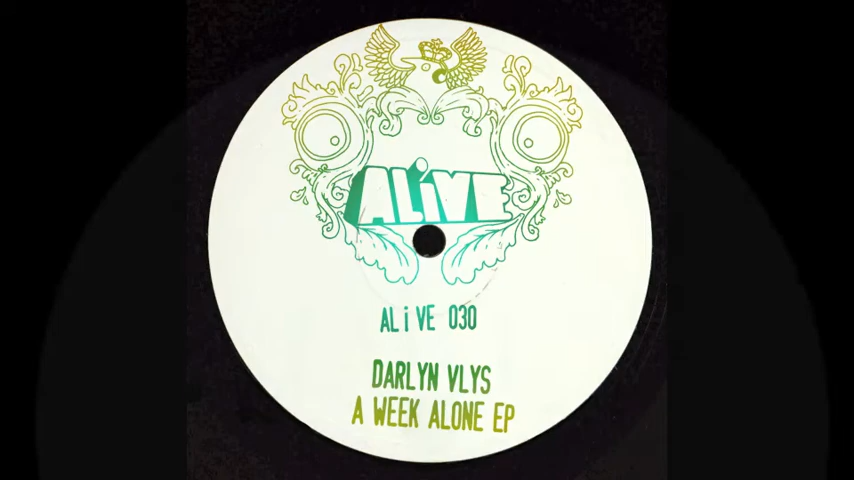 ALiVE
ALiVE 030
DARLYN VLYS
A WEEK ALONE EP